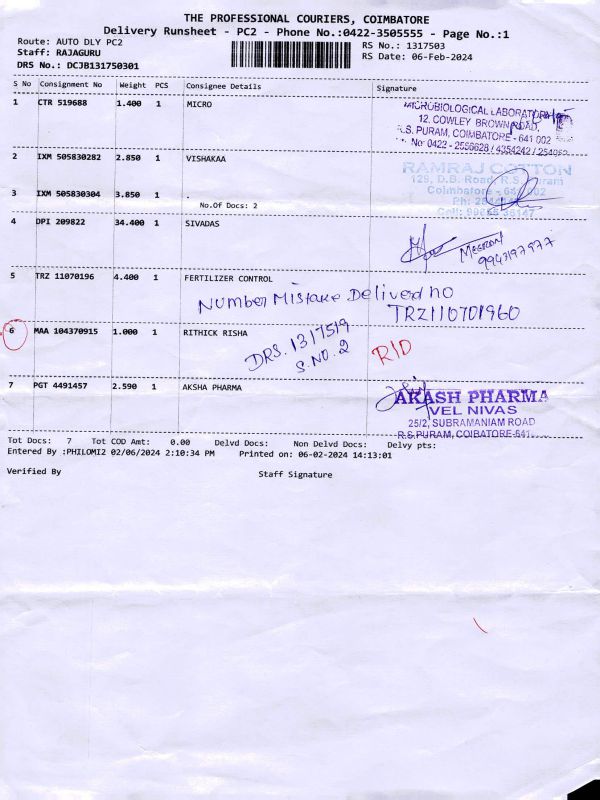 THE PROFESSIONAL COURIERS, COIMBATORE
Delivery Runsheet - PC2 - Phone No.:0422-3505555 - Page No.:1
Route: AUTO DLY PC2
Staff: RAJAGURU
DRS No.: DCJB131750301
RS No.: 1317503
RS Date: 06-Feb-2024
S No Consignment No Weight PCS Consignee Details Signature
1 CTR 519688 1.400 1 MICRO
MICROBIOLOGICAL LABORATORY
12, COWLEY BROWN ROAD,
R.S. PURAM, COIMBATORE - 641 002
2 IXM 505830282 2.850 1 VISHAKAA
RAMRAJ COTTON
129, D.B. Road, R.S. Puram
Coimbatore - 641 002
3 IXM 505830304 3.850 1 .
No.Of Docs: 2
4 DPI 209822 34.400 1 SIVADAS
9943197977
5 TRZ 11070196 4.400 1 FERTILIZER CONTROL
Number Mistake Deliverd no
TRZ110701960
6 MAA 104370915 1.000 1 RITHICK RISHA
DRS. 1317519
S.NO. 2
R/D
7 PGT 4491457 2.590 1 AKSHA PHARMA
AKASH PHARMA
VEL NIVAS
25/2, SUBRAMANIAM ROAD
R.S.PURAM, COIBATORE-641
Tot Docs: 7 Tot COD Amt: 0.00 Delvd Docs: Non Delvd Docs: Delvy pts:
Entered By :PHILOMI2 02/06/2024 2:10:34 PM Printed on: 06-02-2024 14:13:01
Verified By Staff Signature